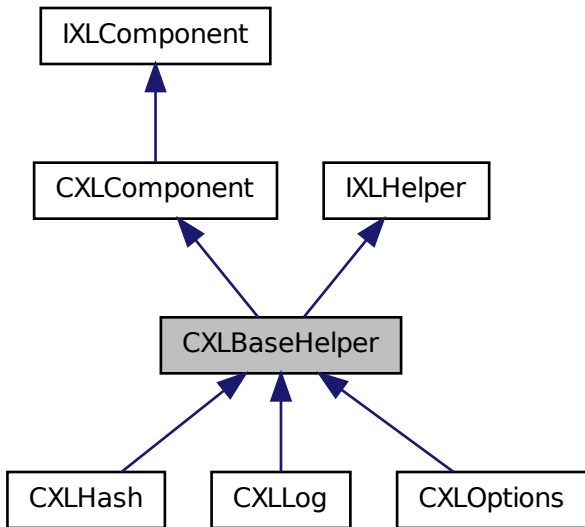 IXLComponent
CXLComponent
IXLHelper
CXLBaseHelper
CXLHash
CXLLog
CXLOptions